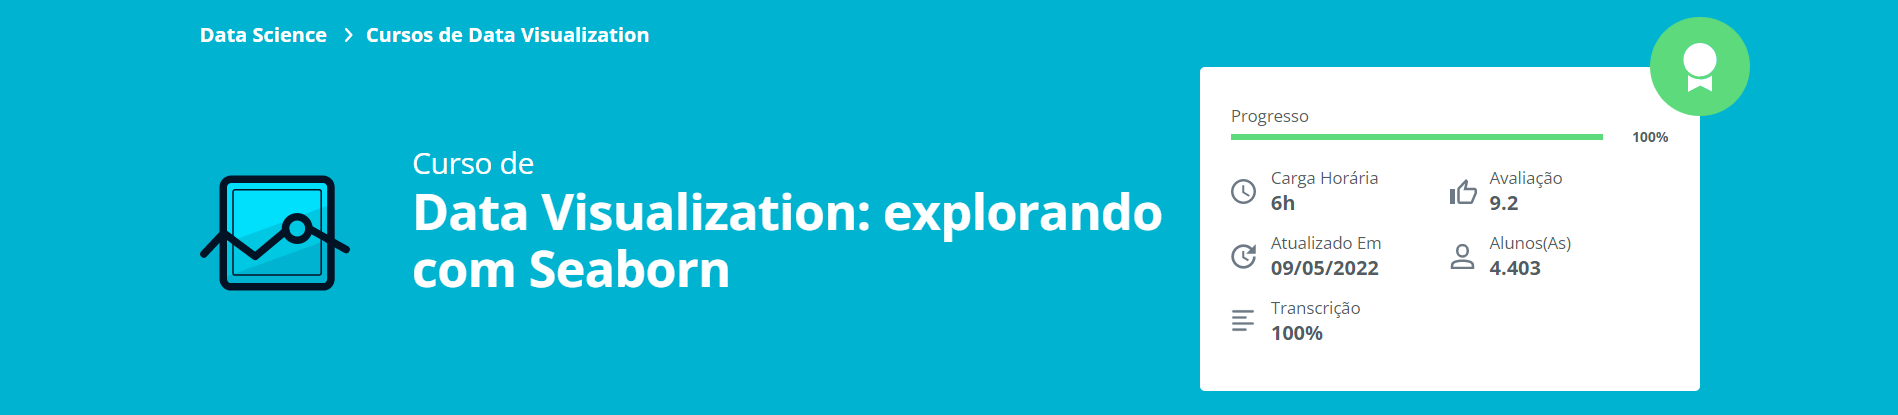 Data Science > Cursos de Data Visualization
Curso de
Data Visualization: explorando
com Seaborn
Progresso
100%
Carga Horária
6h
Avaliação
9.2
Atualizado Em
09/05/2022
Alunos(As)
4.403
Transcrição
100%